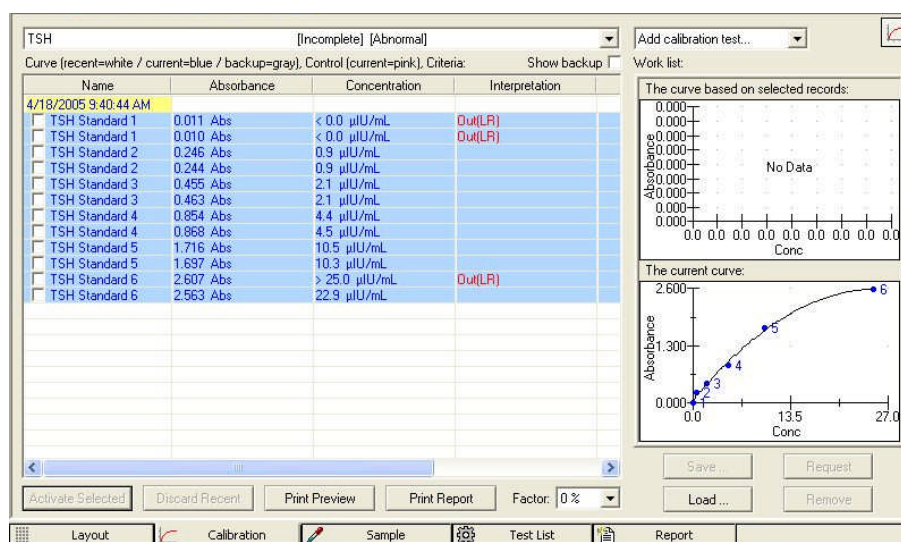 TSH [Incomplete] [Abnormal]
Add calibration test...
Curve (recent=white / current=blue / backup=gray), Control (current=pink), Criteria: Show backup
Work list:
Name Absorbance Concentration Interpretation
4/18/2005 9:40:44 AM
TSH Standard 1 0.011 Abs < 0.0 µIU/mL Out(LR)
TSH Standard 1 0.010 Abs < 0.0 µIU/mL Out(LR)
TSH Standard 2 0.246 Abs 0.9 µIU/mL
TSH Standard 2 0.244 Abs 0.9 µIU/mL
TSH Standard 3 0.455 Abs 2.1 µIU/mL
TSH Standard 3 0.463 Abs 2.1 µIU/mL
TSH Standard 4 0.854 Abs 4.4 µIU/mL
TSH Standard 4 0.868 Abs 4.5 µIU/mL
TSH Standard 5 1.716 Abs 10.5 µIU/mL
TSH Standard 5 1.697 Abs 10.3 µIU/mL
TSH Standard 6 2.607 Abs > 25.0 µIU/mL Out(LR)
TSH Standard 6 2.563 Abs 22.9 µIU/mL
The curve based on selected records:
0.000
0.000
0.000
0.000
0.000
0.000
0.000
0.000
0.000
Absorbance
No Data
0.0 0.0 0.0 0.0 0.0 0.0 0.0 0.0 0.0
Conc
The current curve:
2.600
1.300
0.000
Absorbance
1 2 3 4 5 6
0.0 13.5 27.0
Conc
Activate Selected Discard Recent Print Preview Print Report Factor: 0 %
Save ... Request
Load ... Remove
Layout Calibration Sample Test List Report